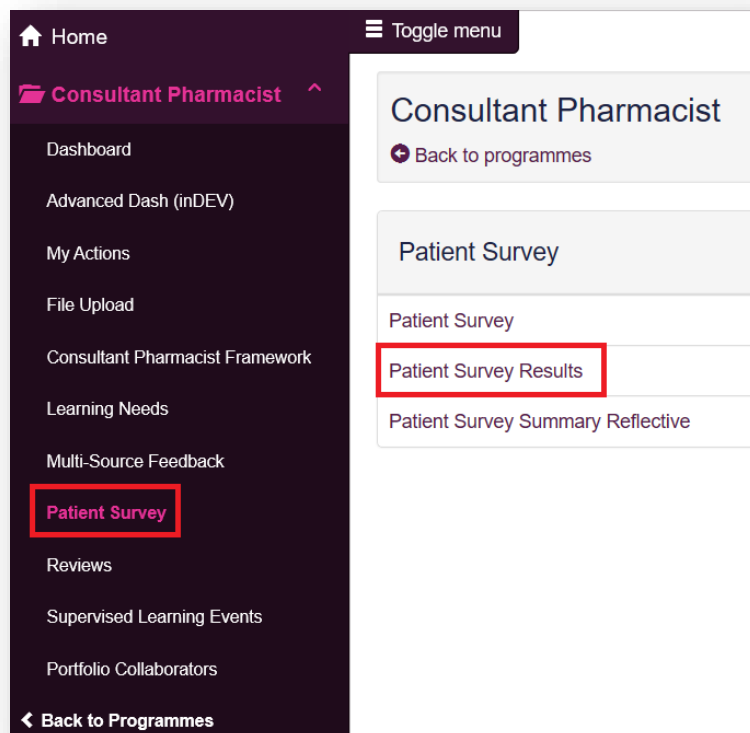 Home
Toggle menu
Consultant Pharmacist
Dashboard
Advanced Dash (inDEV)
My Actions
File Upload
Consultant Pharmacist Framework
Learning Needs
Multi-Source Feedback
Patient Survey
Reviews
Supervised Learning Events
Portfolio Collaborators
Back to Programmes
Consultant Pharmacist
Back to programmes
Patient Survey
Patient Survey
Patient Survey Results
Patient Survey Summary Reflective